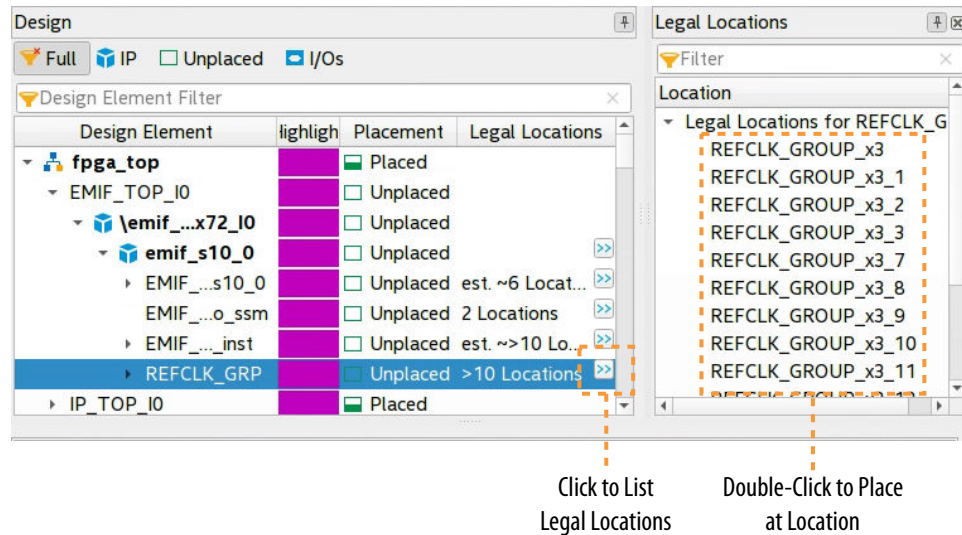 Design
Full IP Unplaced I/Os
Design Element Filter
Design Element lighligh Placement Legal Locations
fpga_top Placed
EMIF_TOP_I0 Unplaced
\emif_...x72_I0 Unplaced
emif_s10_0 Unplaced >>
EMIF_...s10_0 Unplaced est. ~6 Locat... >>
EMIF_...o_ssm Unplaced 2 Locations >>
EMIF_..._inst Unplaced est. ~>10 Lo... >>
REFCLK_GRP Unplaced >10 Locations >>
IP_TOP_I0 Placed
Legal Locations
Filter
Location
Legal Locations for REFCLK_G
REFCLK_GROUP_x3
REFCLK_GROUP_x3_1
REFCLK_GROUP_x3_2
REFCLK_GROUP_x3_3
REFCLK_GROUP_x3_7
REFCLK_GROUP_x3_8
REFCLK_GROUP_x3_9
REFCLK_GROUP_x3_10
REFCLK_GROUP_x3_11
Click to List
Legal Locations
Double-Click to Place
at Location